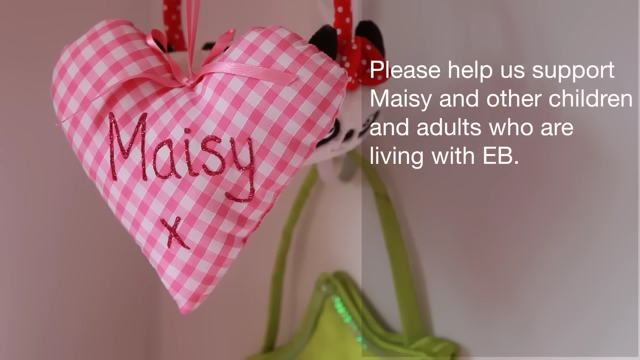 Maisy
x
Please help us support
Maisy and other children
and adults who are
living with EB.